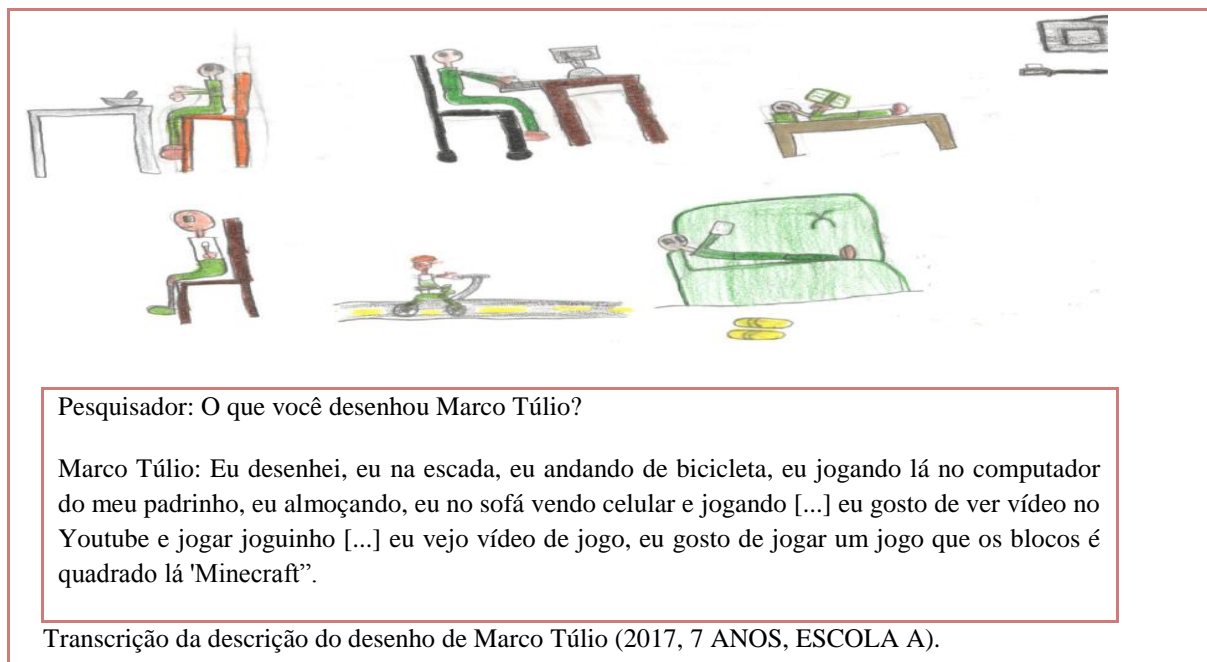 Pesquisador: O que você desenhou Marco Túlio?
Marco Túlio: Eu desenhei, eu na escada, eu andando de bicicleta, eu jogando lá no computador
do meu padrinho, eu almoçando, eu no sofá vendo celular e jogando [...] eu gosto de ver vídeo no
Youtube e jogar joguinho [...] eu vejo vídeo de jogo, eu gosto de jogar um jogo que os blocos é
quadrado lá 'Minecraft”.
Transcrição da descrição do desenho de Marco Túlio (2017, 7 ANOS, ESCOLA A).